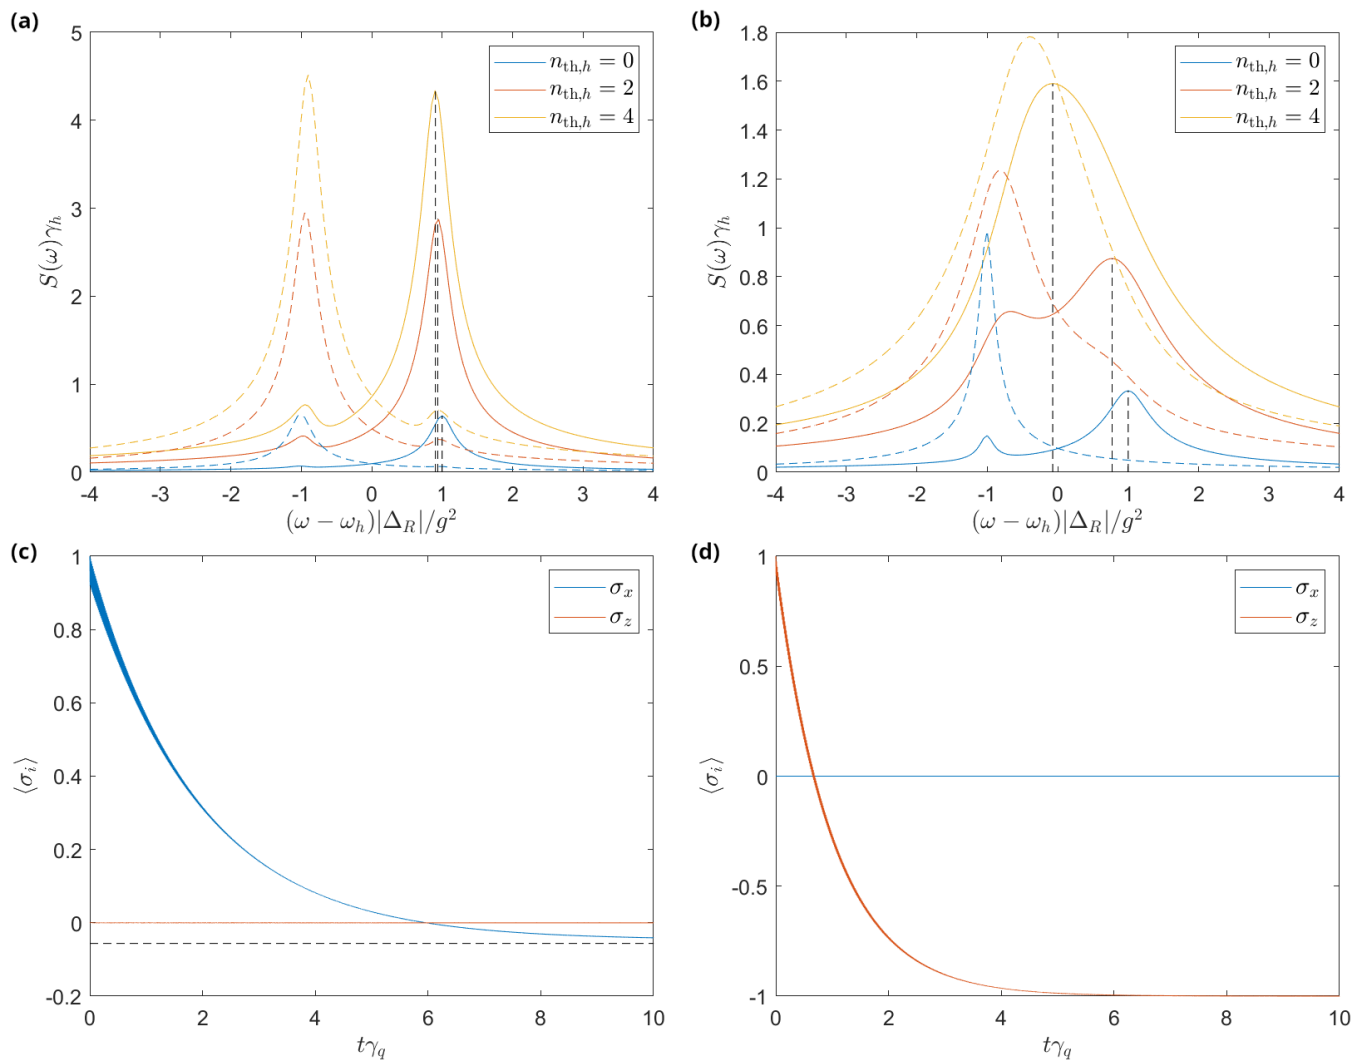 (a)
5
4
3
2
1
0
S(ω)γ_h
-4 -3 -2 -1 0 1 2 3 4
(ω − ω_h)|Δ_R|/g²
n_th,h = 0
n_th,h = 2
n_th,h = 4
(b)
1.8
1.6
1.4
1.2
1
0.8
0.6
0.4
0.2
0
S(ω)γ_h
-4 -3 -2 -1 0 1 2 3 4
(ω − ω_h)|Δ_R|/g²
n_th,h = 0
n_th,h = 2
n_th,h = 4
(c)
1
0.8
0.6
0.4
0.2
0
-0.2
⟨σ_i⟩
0 2 4 6 8 10
tγ_q
σ_x
σ_z
(d)
1
0.5
0
-0.5
-1
⟨σ_i⟩
0 2 4 6 8 10
tγ_q
σ_x
σ_z